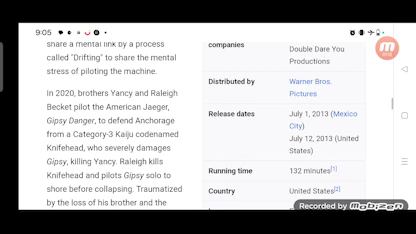 9:05
share a mental link by a process
called "Drifting" to share the mental
stress of piloting the machine.
In 2020, brothers Yancy and Raleigh
Becket pilot the American Jaeger,
Gipsy Danger, to defend Anchorage
from a Category-3 Kaiju codenamed
Knifehead, who severely damages
Gipsy, killing Yancy. Raleigh kills
Knifehead and pilots Gipsy solo to
shore before collapsing. Traumatized
by the loss of his brother and the
companies
Double Dare You
Productions
Distributed by
Warner Bros.
Pictures
Release dates
July 1, 2013 (Mexico
City)
July 12, 2013 (United
States)
Running time
132 minutes[1]
Country
United States[2]
Recorded by mobizen